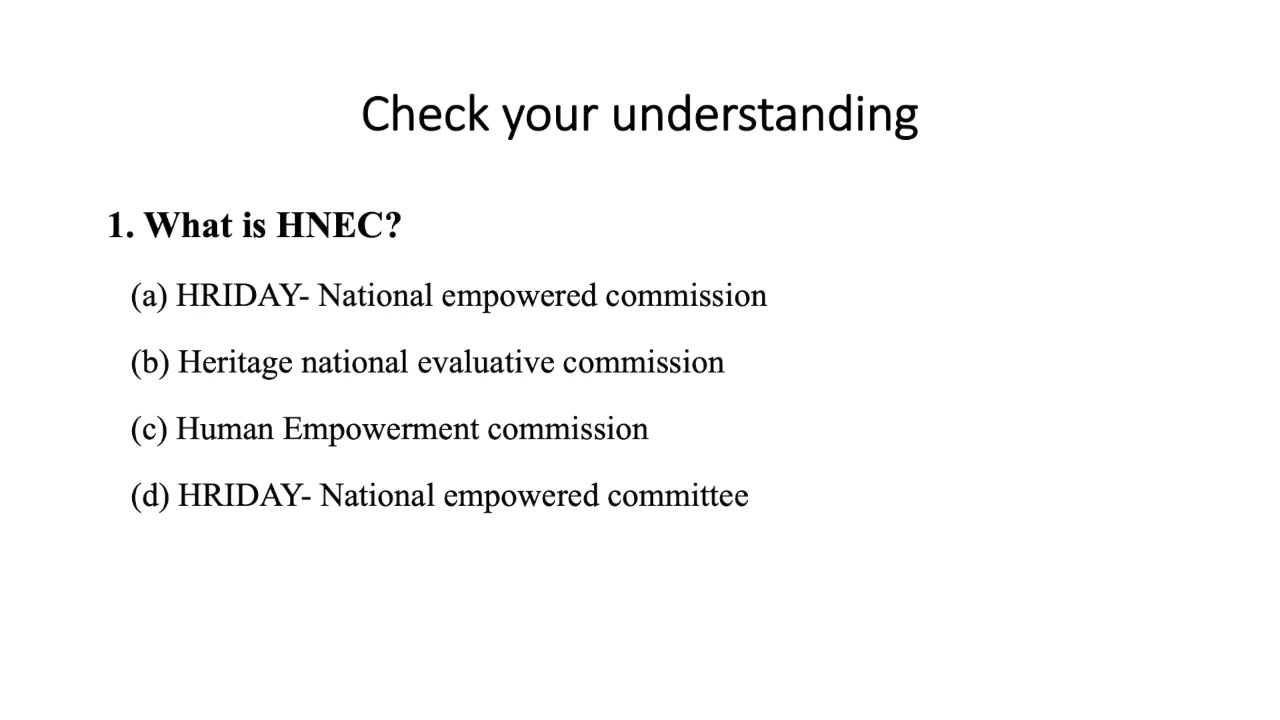 Check your understanding
1. What is HNEC?
(a) HRIDAY- National empowered commission
(b) Heritage national evaluative commission
(c) Human Empowerment commission
(d) HRIDAY- National empowered committee